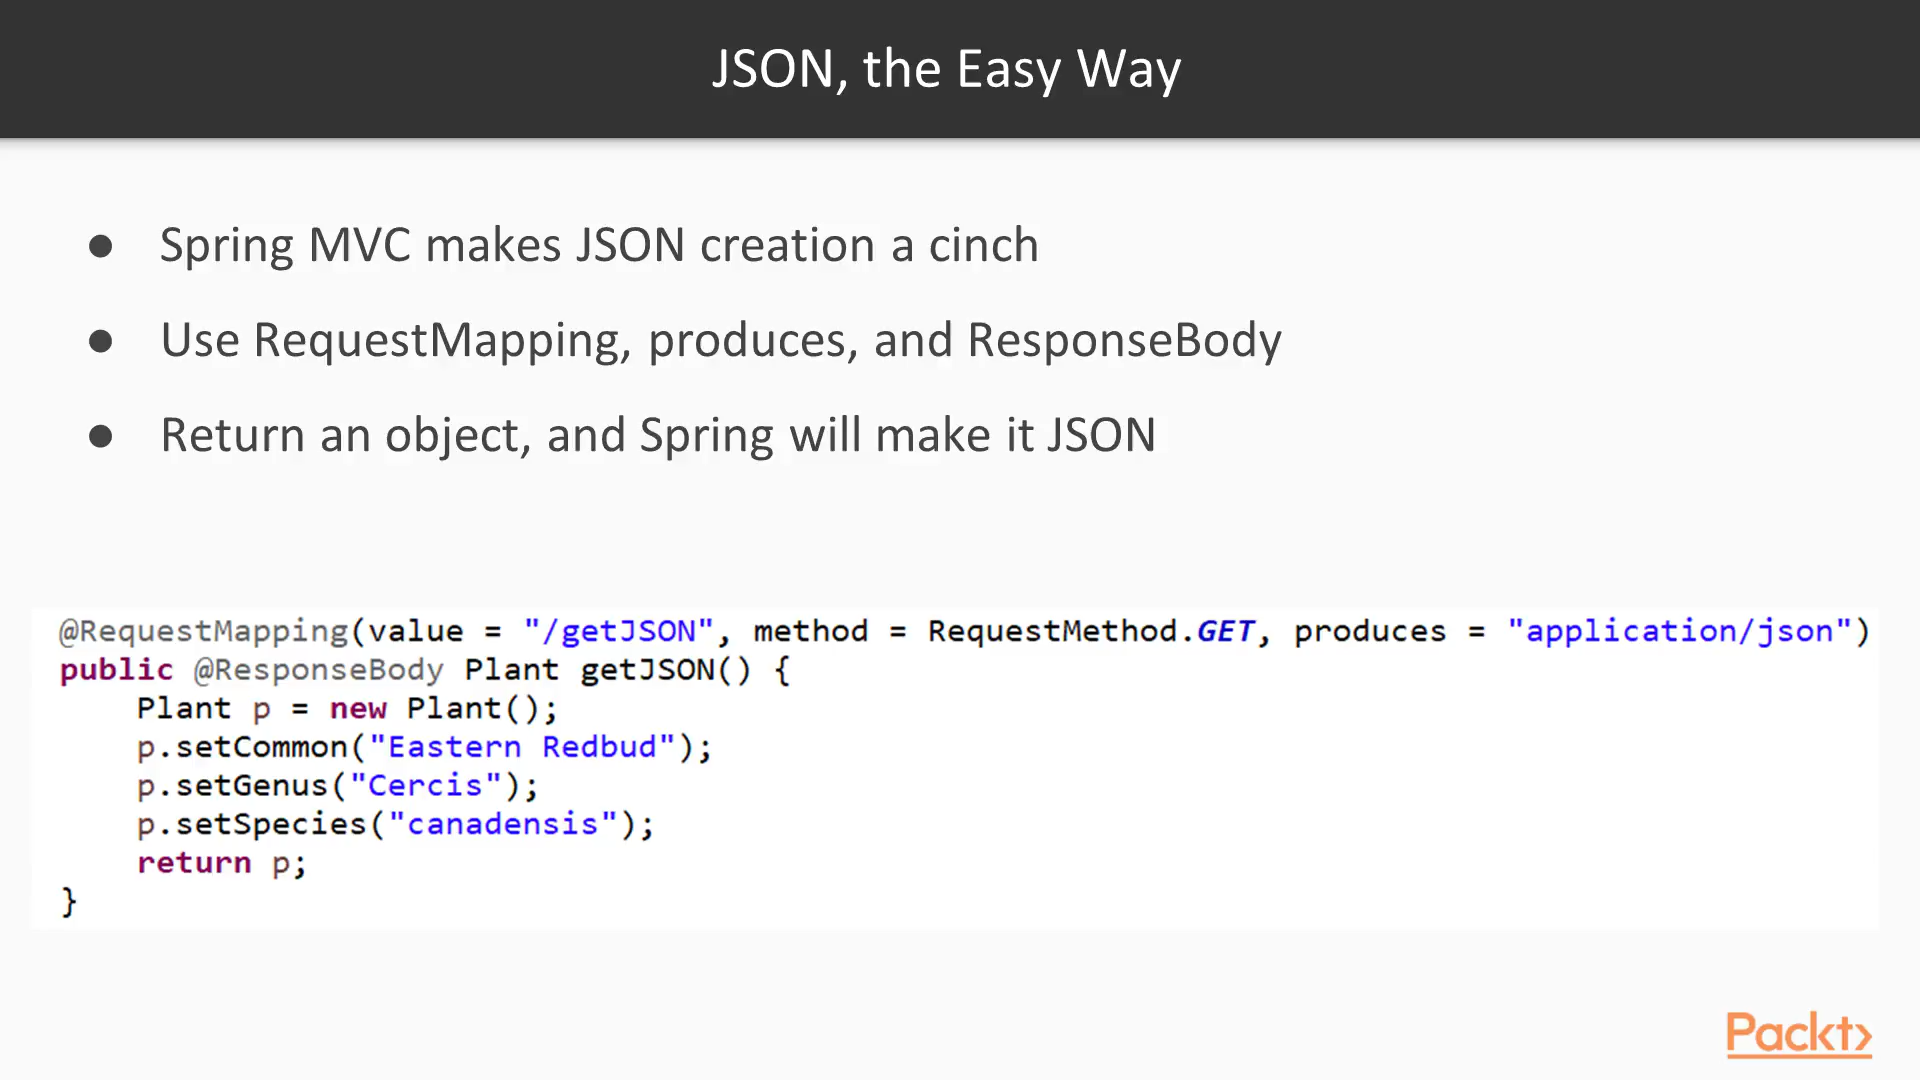 JSON, the Easy Way
● Spring MVC makes JSON creation a cinch
● Use RequestMapping, produces, and ResponseBody
● Return an object, and Spring will make it JSON
@RequestMapping(value = "/getJSON", method = RequestMethod.GET, produces = "application/json")
public @ResponseBody Plant getJSON() {
    Plant p = new Plant();
    p.setCommon("Eastern Redbud");
    p.setGenus("Cercis");
    p.setSpecies("canadensis");
    return p;
}
Packt>